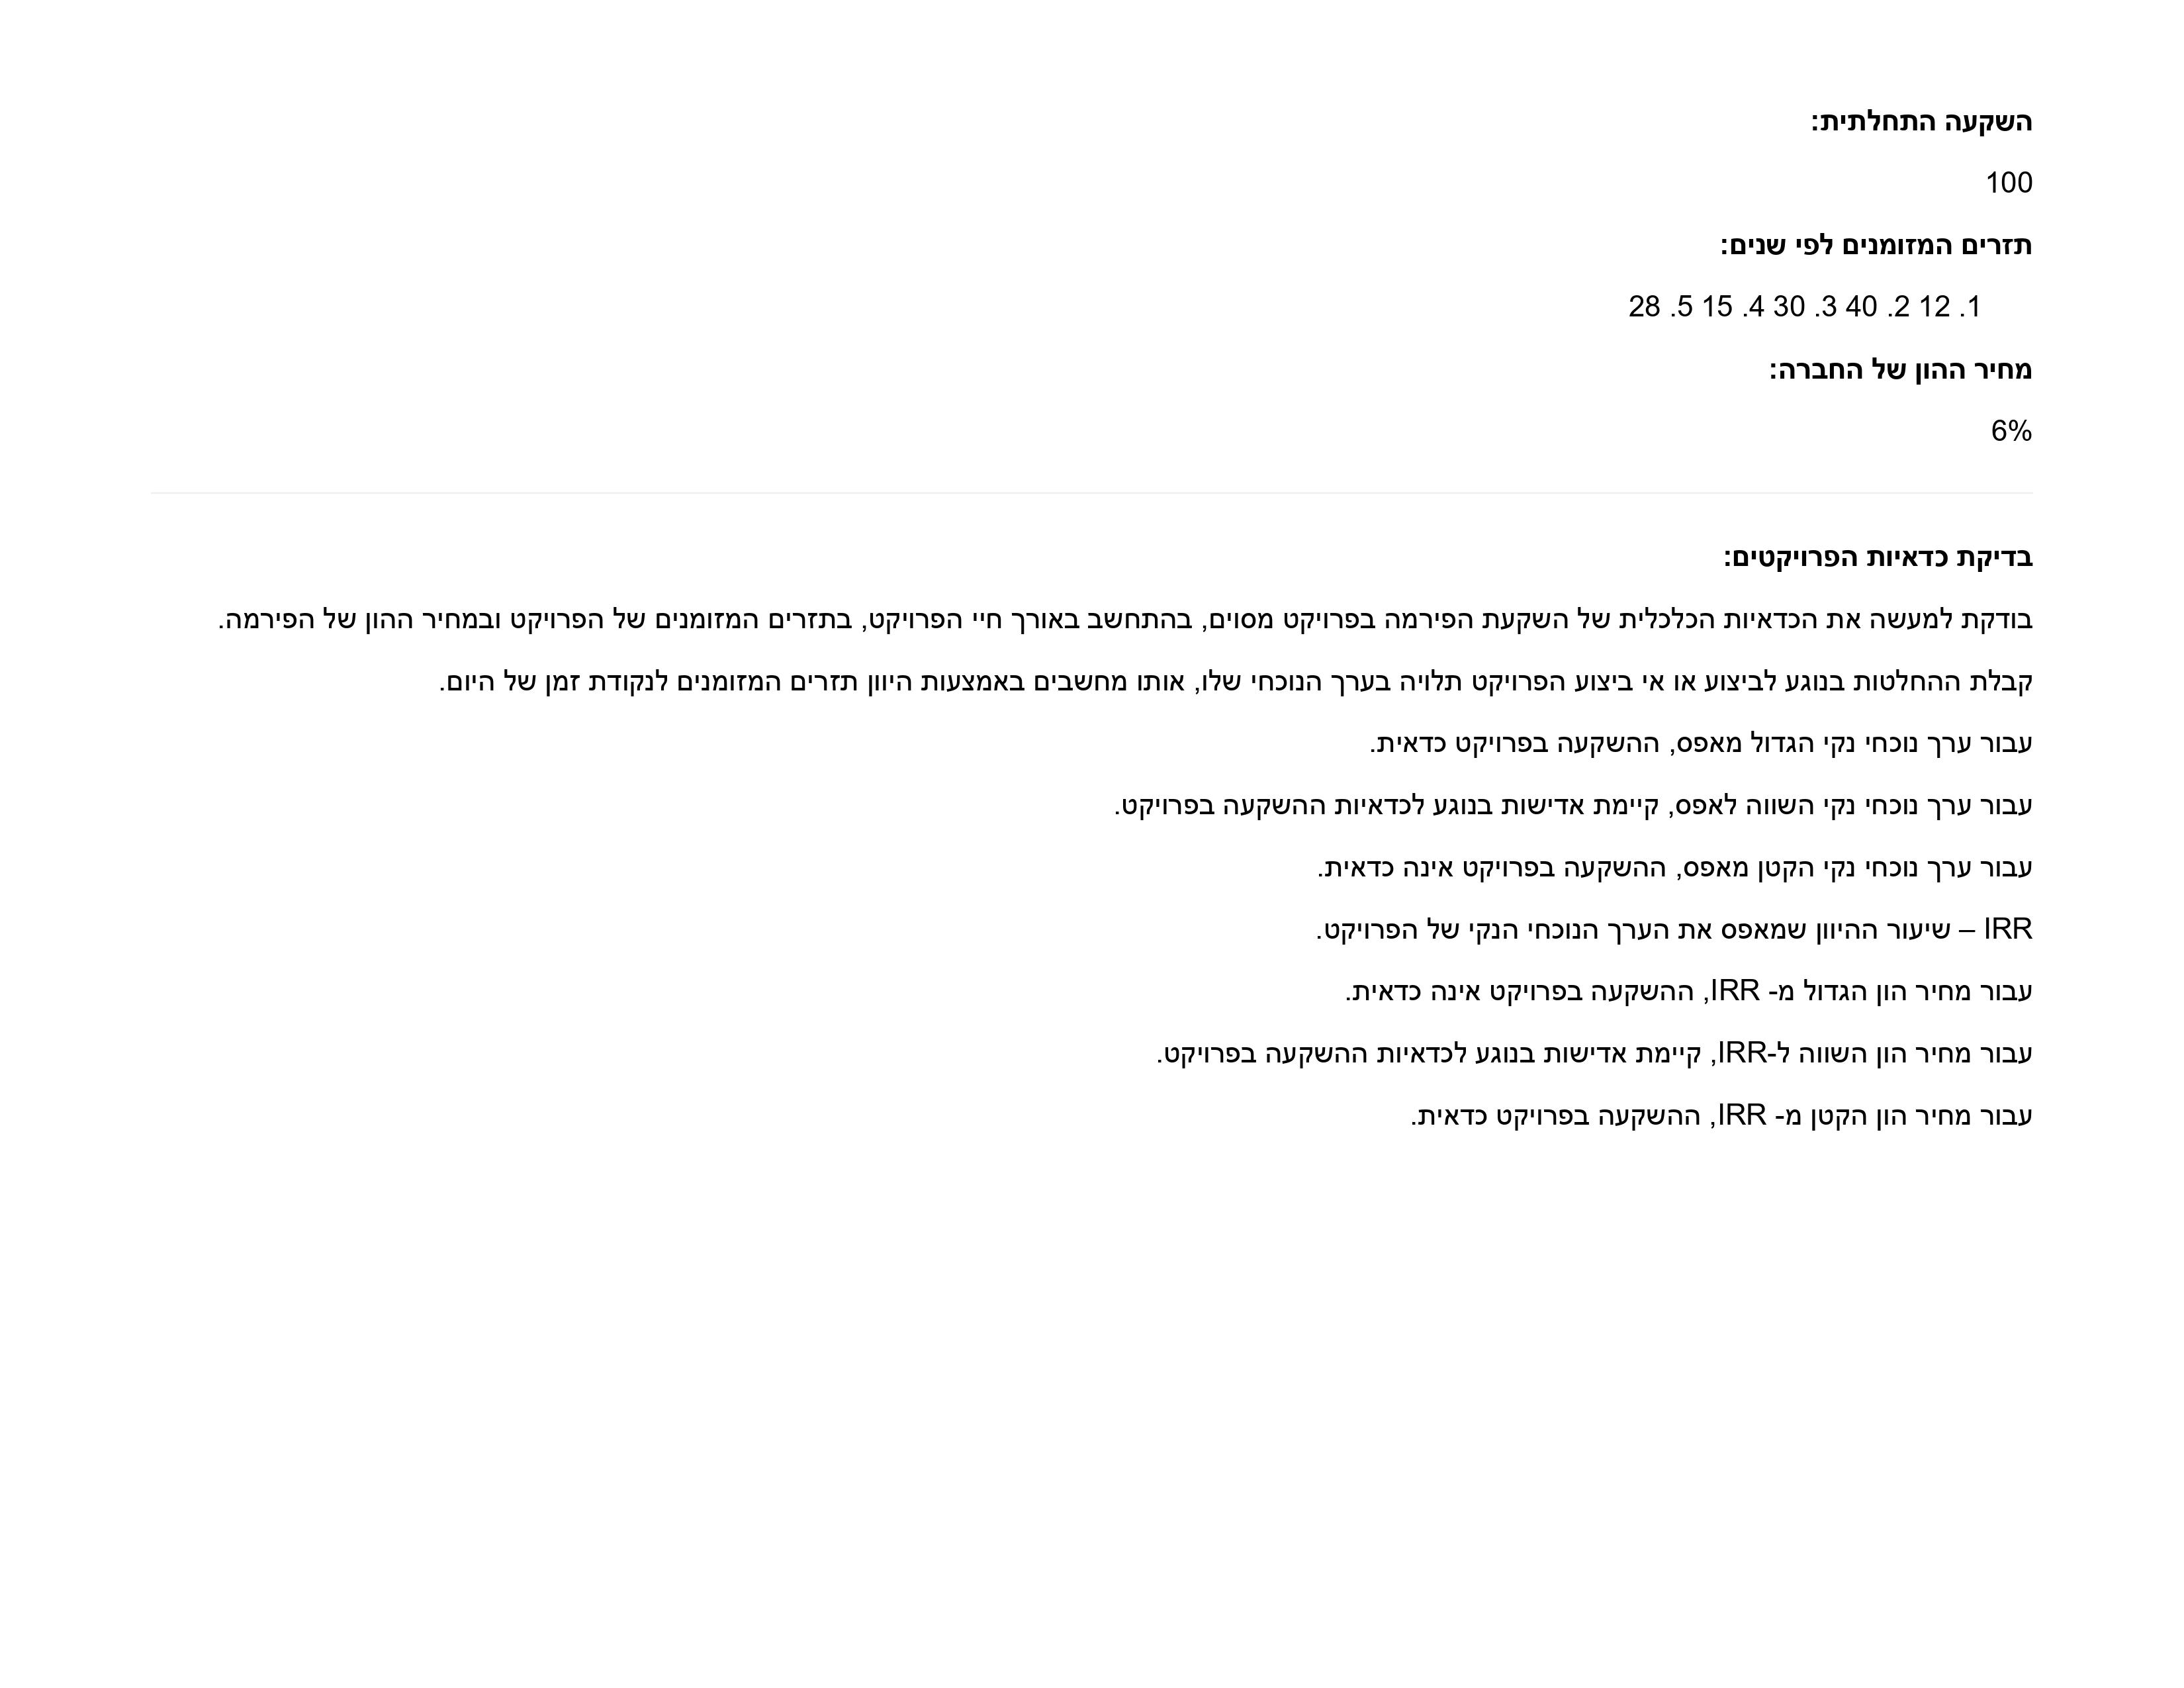 השקעה התחלתית:
100
תזרים המזומנים לפי שנים:
1. 12 2. 40 3. 30 4. 15 5. 28
מחיר ההון של החברה:
6%
בדיקת כדאיות הפרויקטים:
בודקת למעשה את הכדאיות הכלכלית של השקעת הפירמה בפרויקט מסוים, בהתחשב באורך חיי הפרויקט, בתזרים המזומנים של הפרויקט ובמחיר ההון של הפירמה.
קבלת ההחלטות בנוגע לביצוע או אי ביצוע הפרויקט תלויה בערך הנוכחי שלו, אותו מחשבים באמצעות היוון תזרים המזומנים לנקודת זמן של היום.
עבור ערך נוכחי נקי הגדול מאפס, ההשקעה בפרויקט כדאית.
עבור ערך נוכחי נקי השווה לאפס, קיימת אדישות בנוגע לכדאיות ההשקעה בפרויקט.
עבור ערך נוכחי נקי הקטן מאפס, ההשקעה בפרויקט אינה כדאית.
IRR – שיעור ההיוון שמאפס את הערך הנוכחי הנקי של הפרויקט.
עבור מחיר הון הגדול מ- IRR, ההשקעה בפרויקט אינה כדאית.
עבור מחיר הון השווה ל-IRR, קיימת אדישות בנוגע לכדאיות ההשקעה בפרויקט.
עבור מחיר הון הקטן מ- IRR, ההשקעה בפרויקט כדאית.